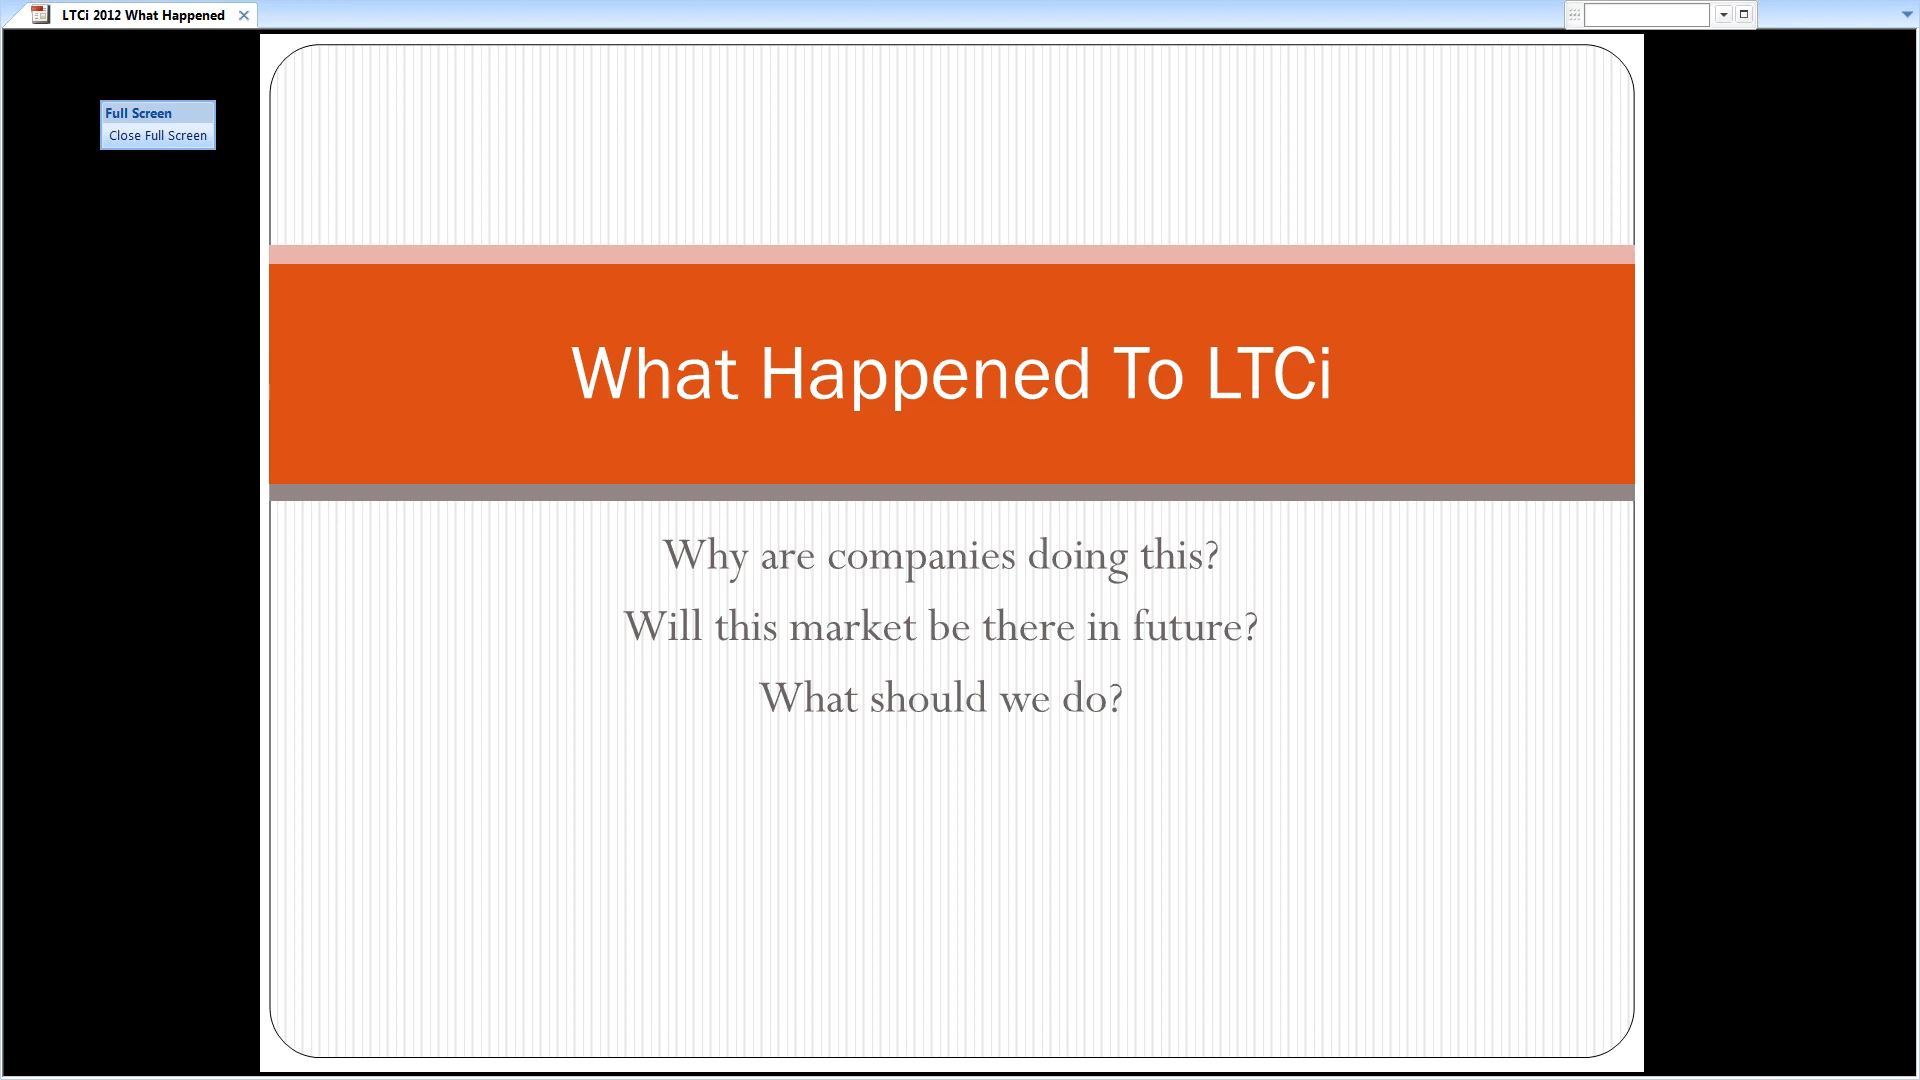 LTCi 2012 What Happened
Full Screen
Close Full Screen
What Happened To LTCi
Why are companies doing this?
Will this market be there in future?
What should we do?